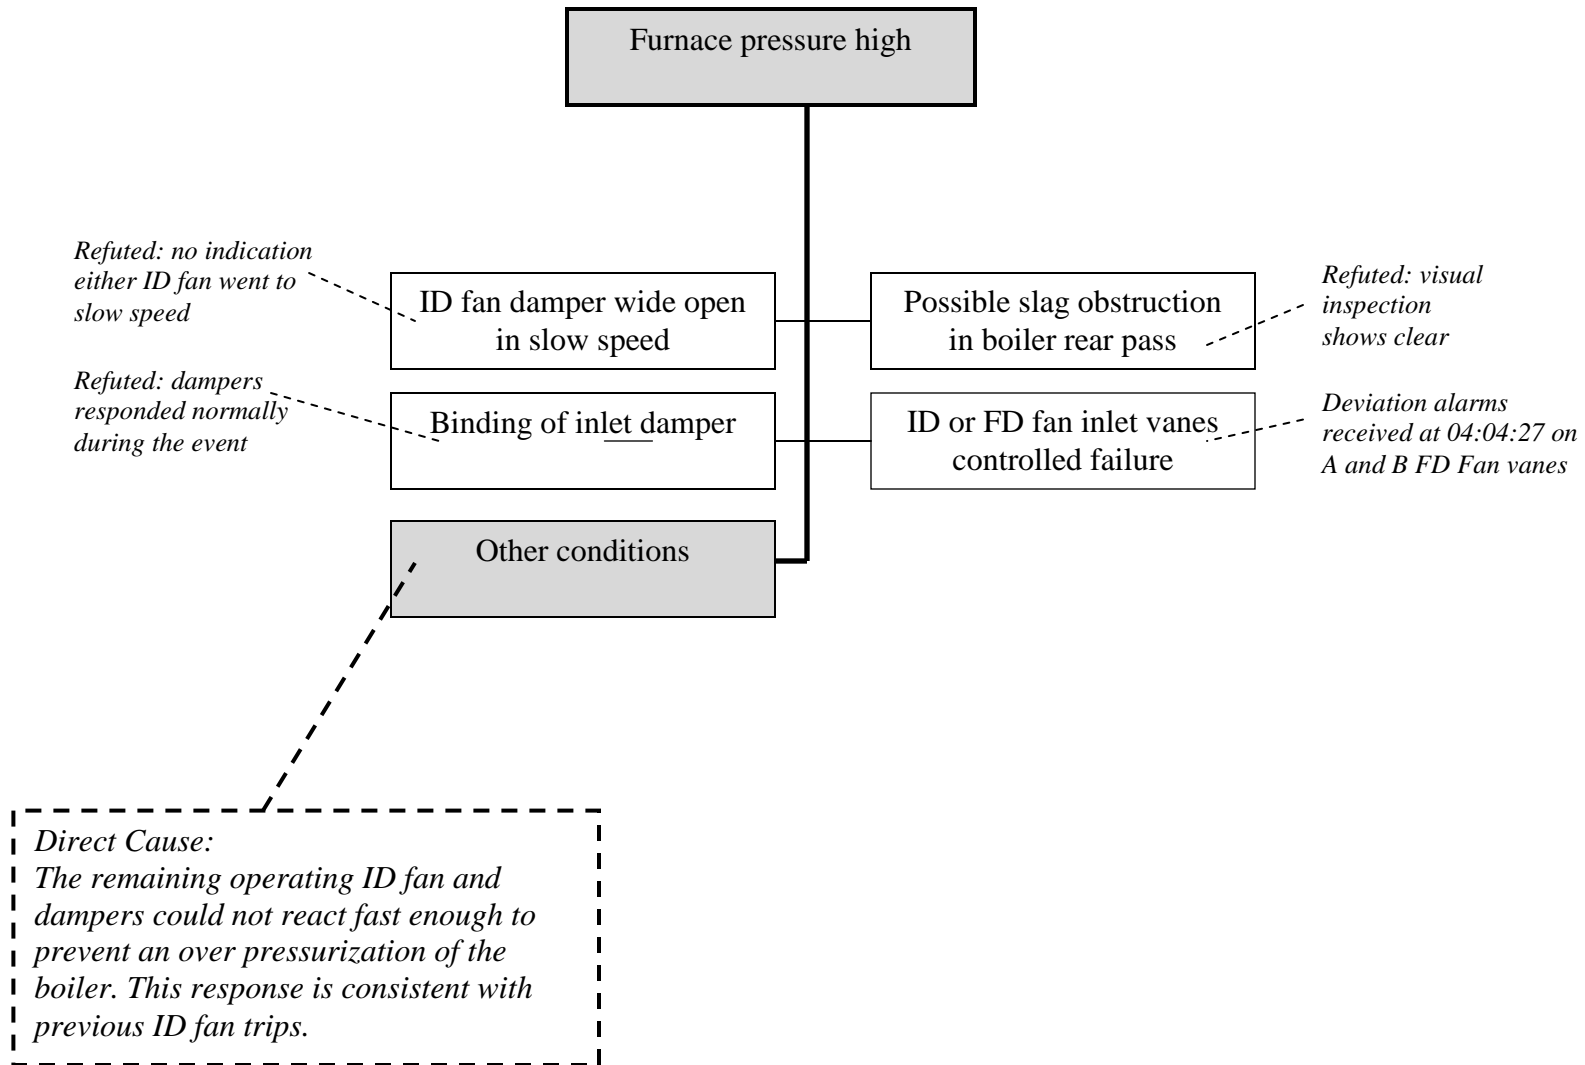 Furnace pressure high
Refuted: no indication
either ID fan went to
slow speed
ID fan damper wide open
in slow speed
Possible slag obstruction
in boiler rear pass
Refuted: visual
inspection
shows clear
Refuted: dampers
responded normally
during the event
Binding of inlet damper
ID or FD fan inlet vanes
controlled failure
Deviation alarms
received at 04:04:27 on
A and B FD Fan vanes
Other conditions
Direct Cause:
The remaining operating ID fan and
dampers could not react fast enough to
prevent an over pressurization of the
boiler. This response is consistent with
previous ID fan trips.